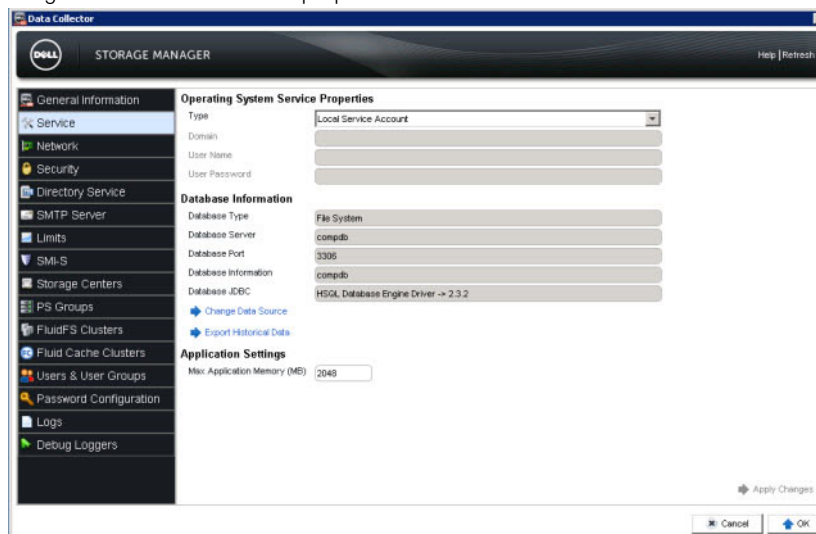 Data Collector
DELL
STORAGE MANAGER
Help | Refresh
General Information
Service
Network
Security
Directory Service
SMTP Server
Limits
SMI-S
Storage Centers
PS Groups
FluidFS Clusters
Fluid Cache Clusters
Users & User Groups
Password Configuration
Logs
Debug Loggers
Operating System Service Properties
Type Local Service Account
Domain
User Name
User Password
Database Information
Database Type File System
Database Server compdb
Database Port 3306
Database Information compdb
Database JDBC HSQL Database Engine Driver -> 2.3.2
Change Data Source
Export Historical Data
Application Settings
Max Application Memory (MB) 2048
Apply Changes
Cancel OK